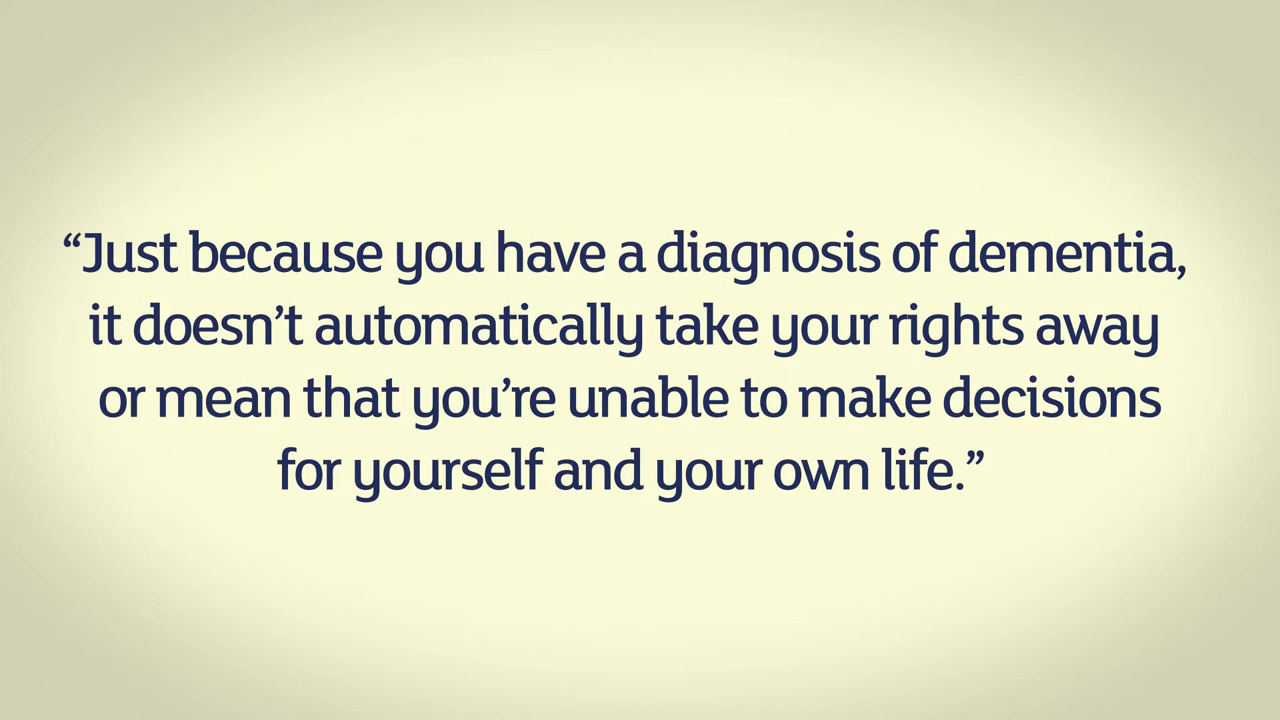 “Just because you have a diagnosis of dementia,
it doesn’t automatically take your rights away
or mean that you’re unable to make decisions
for yourself and your own life.”